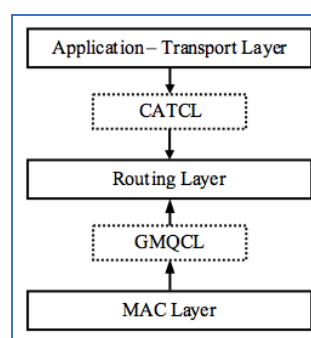 Application – Transport Layer
CATCL
Routing Layer
GMQCL
MAC Layer